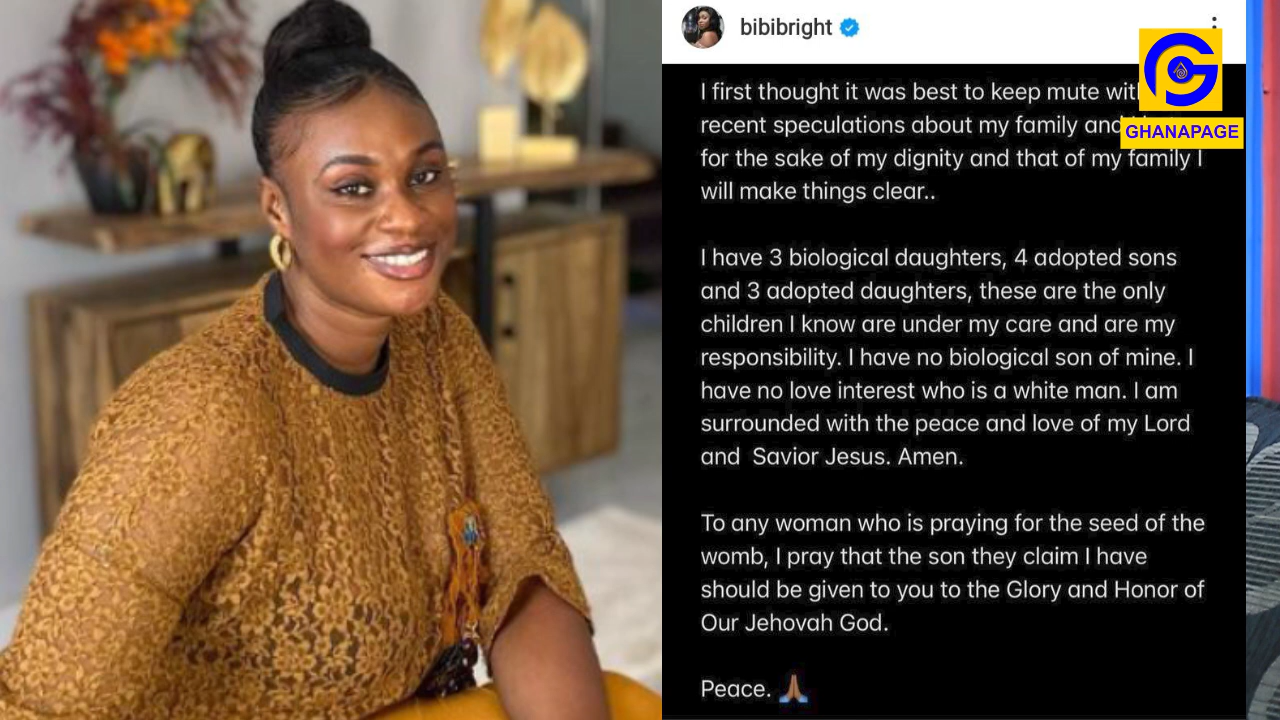 bibibright
GHANAPAGE
I first thought it was best to keep mute
recent speculations about my family and
for the sake of my dignity and that of my family I
will make things clear..
I have 3 biological daughters, 4 adopted sons
and 3 adopted daughters, these are the only
children I know are under my care and are my
responsibility. I have no biological son of mine. I
have no love interest who is a white man. I am
surrounded with the peace and love of my Lord
and Savior Jesus. Amen.
To any woman who is praying for the seed of the
womb, I pray that the son they claim I have
should be given to you to the Glory and Honor of
Our Jehovah God.
Peace. 🙏🏾